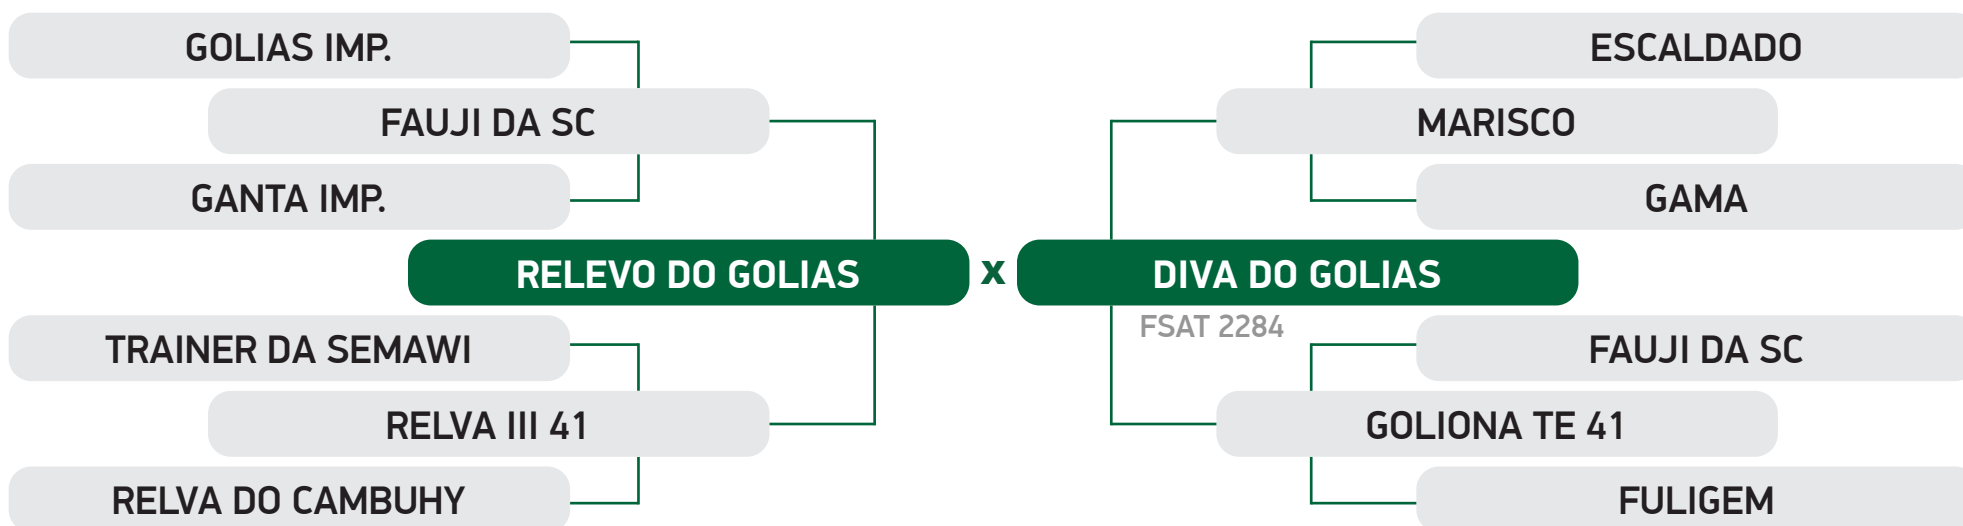 GOLIAS IMP.
ESCALDADO
FAUJI DA SC
MARISCO
GANTA IMP.
GAMA
RELEVO DO GOLIAS x DIVA DO GOLIAS
FSAT 2284
TRAINER DA SEMAWI
FAUJI DA SC
RELVA III 41
GOLIONA TE 41
RELVA DO CAMBUHY
FULIGEM